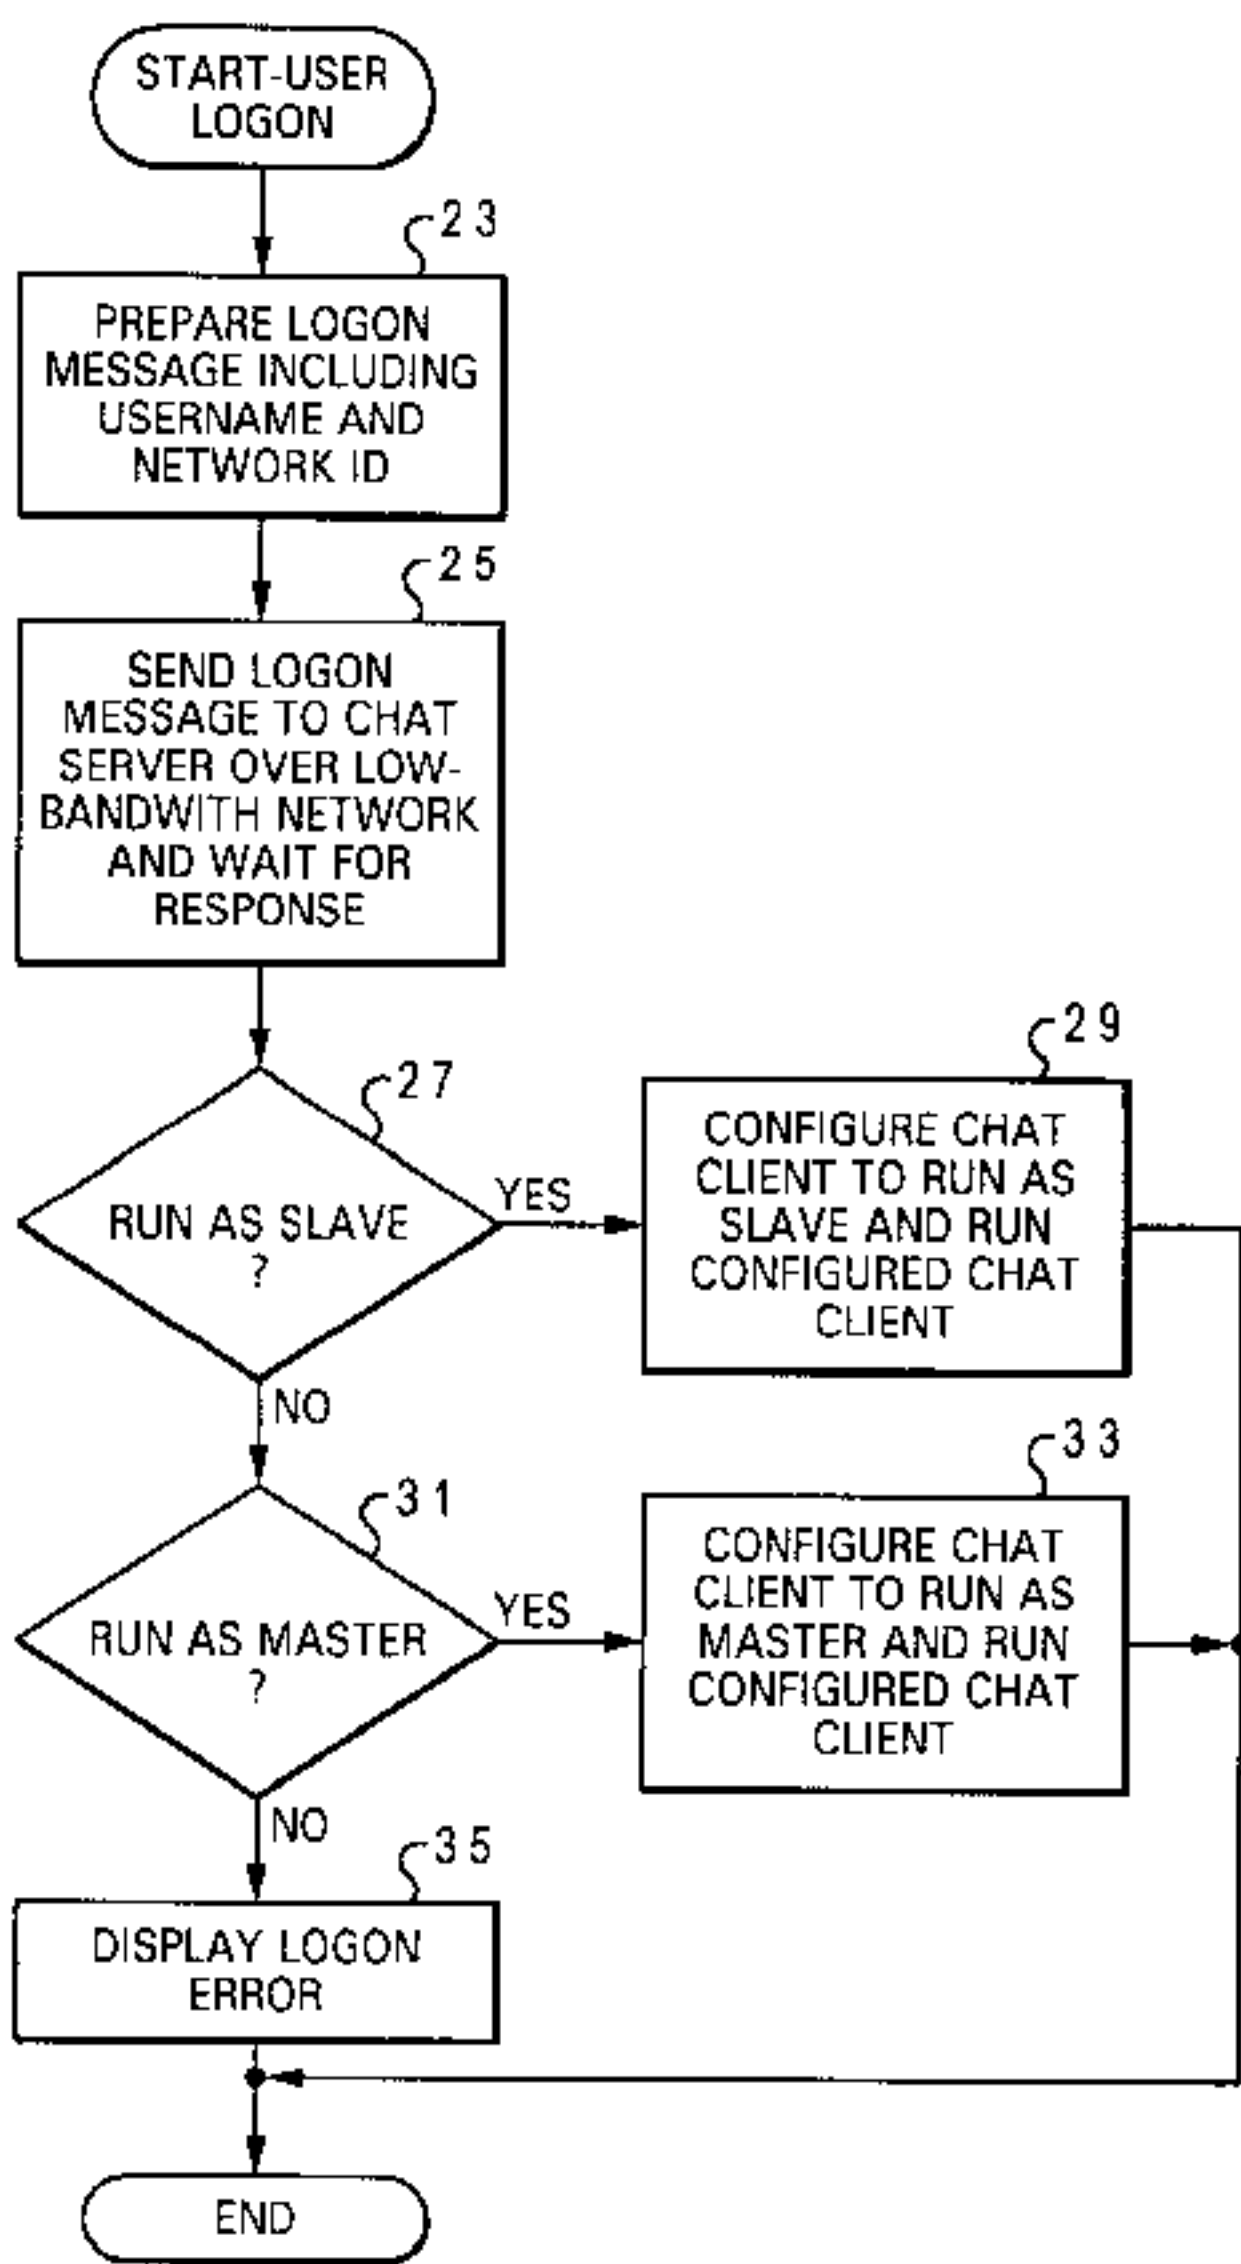 START-USER
LOGON
23
PREPARE LOGON
MESSAGE INCLUDING
USERNAME AND
NETWORK ID
25
SEND LOGON
MESSAGE TO CHAT
SERVER OVER LOW-
BANDWITH NETWORK
AND WAIT FOR
RESPONSE
27
RUN AS SLAVE
?
YES
29
CONFIGURE CHAT
CLIENT TO RUN AS
SLAVE AND RUN
CONFIGURED CHAT
CLIENT
NO
31
RUN AS MASTER
?
YES
33
CONFIGURE CHAT
CLIENT TO RUN AS
MASTER AND RUN
CONFIGURED CHAT
CLIENT
NO
35
DISPLAY LOGON
ERROR
END